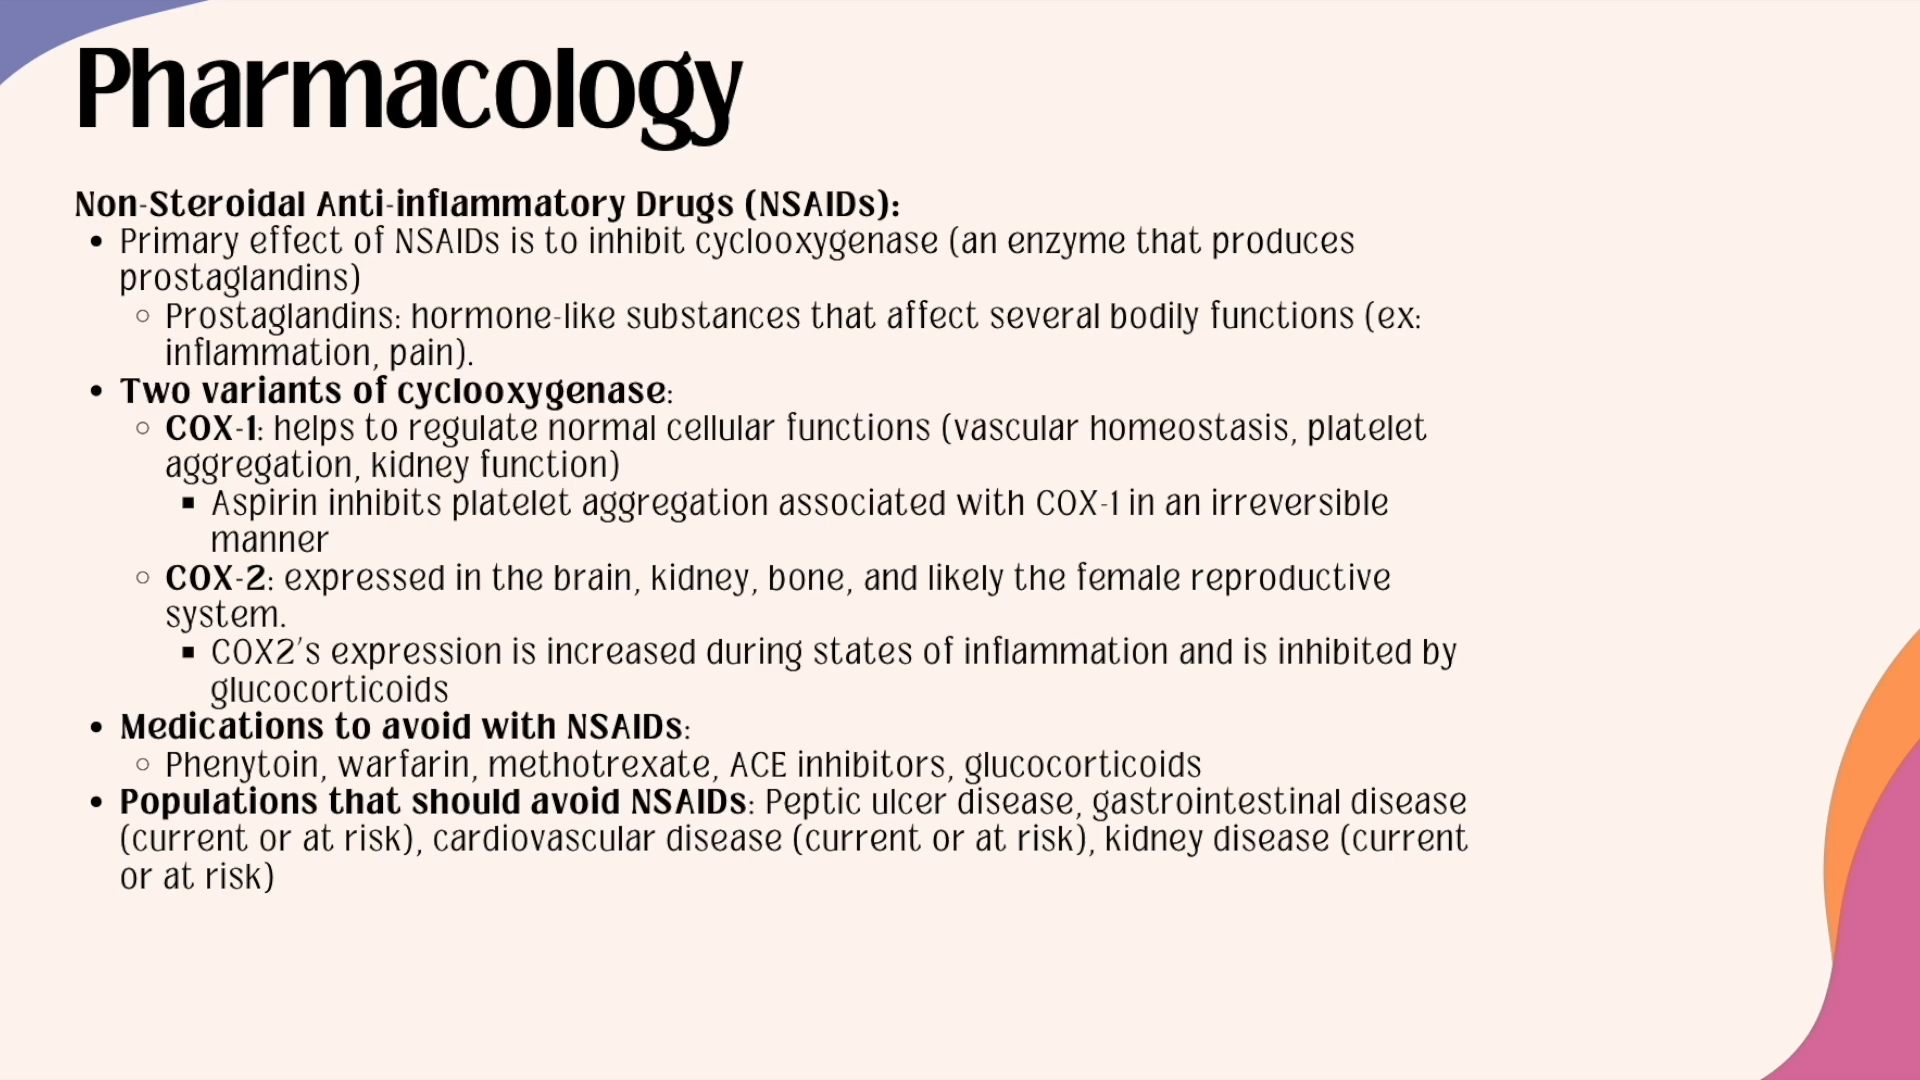 Pharmacology
Non-Steroidal Anti-inflammatory Drugs (NSAIDs):
• Primary effect of NSAIDs is to inhibit cyclooxygenase (an enzyme that produces
prostaglandins)
○ Prostaglandins: hormone-like substances that affect several bodily functions (ex:
inflammation, pain).
• Two variants of cyclooxygenase:
○ COX-1: helps to regulate normal cellular functions (vascular homeostasis, platelet
aggregation, kidney function)
▪ Aspirin inhibits platelet aggregation associated with COX-1 in an irreversible
manner
○ COX-2: expressed in the brain, kidney, bone, and likely the female reproductive
system.
▪ COX2's expression is increased during states of inflammation and is inhibited by
glucocorticoids
• Medications to avoid with NSAIDs:
○ Phenytoin, warfarin, methotrexate, ACE inhibitors, glucocorticoids
• Populations that should avoid NSAIDs: Peptic ulcer disease, gastrointestinal disease
(current or at risk), cardiovascular disease (current or at risk), kidney disease (current
or at risk)